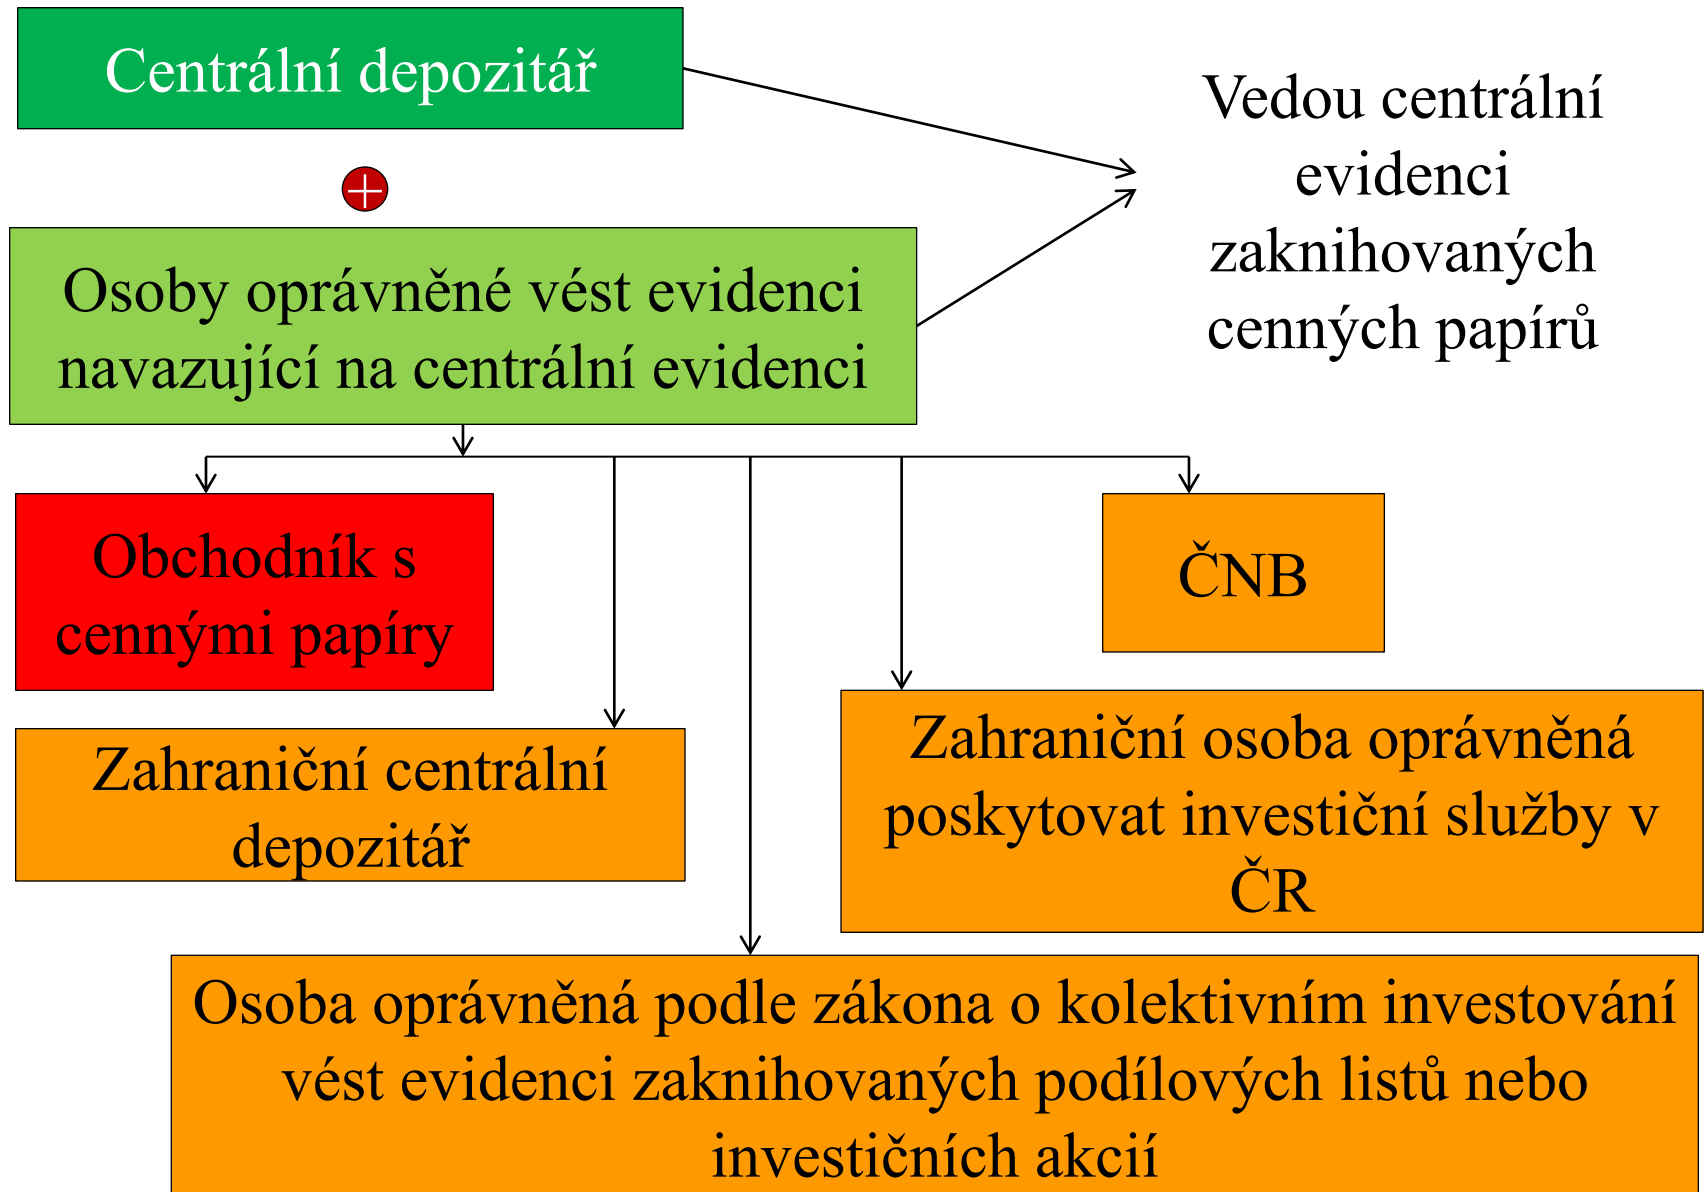 Centrální depozitář
Vedou centrální
evidenci
zaknihovaných
cenných papírů
Osoby oprávněné vést evidenci
navazující na centrální evidenci
Obchodník s
cennými papíry
ČNB
Zahraniční centrální
depozitář
Zahraniční osoba oprávněná
poskytovat investiční služby v
ČR
Osoba oprávněná podle zákona o kolektivním investování
vést evidenci zaknihovaných podílových listů nebo
investičních akcií